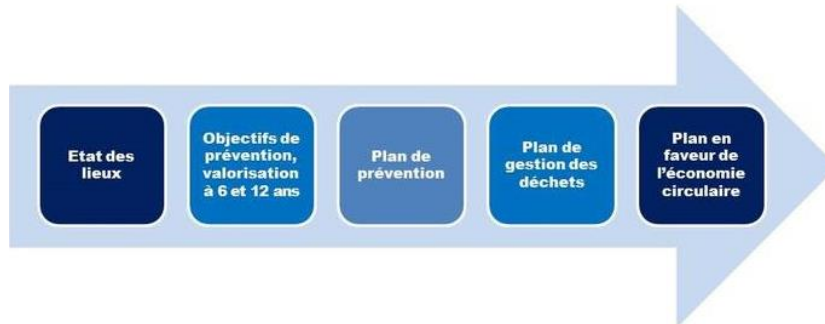 Etat des
lieux
Objectifs de
prévention,
valorisation
à 6 et 12 ans
Plan de
prévention
Plan de
gestion des
déchets
Plan en
faveur de
l'économie
circulaire